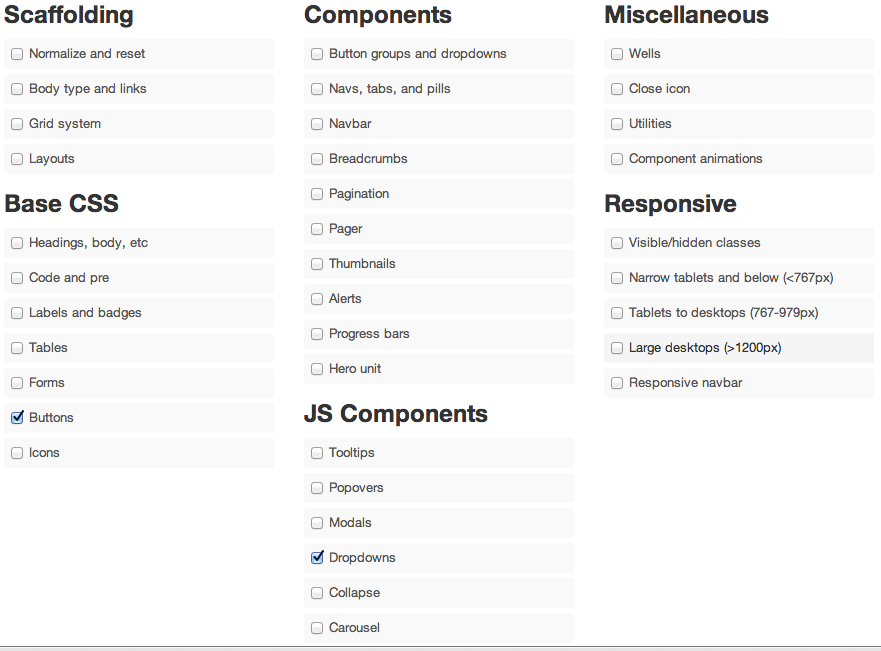 Scaffolding
Normalize and reset
Body type and links
Grid system
Layouts
Base CSS
Headings, body, etc
Code and pre
Labels and badges
Tables
Forms
Buttons
Icons
Components
Button groups and dropdowns
Navs, tabs, and pills
Navbar
Breadcrumbs
Pagination
Pager
Thumbnails
Alerts
Progress bars
Hero unit
JS Components
Tooltips
Popovers
Modals
Dropdowns
Collapse
Carousel
Miscellaneous
Wells
Close icon
Utilities
Component animations
Responsive
Visible/hidden classes
Narrow tablets and below (<767px)
Tablets to desktops (767-979px)
Large desktops (>1200px)
Responsive navbar